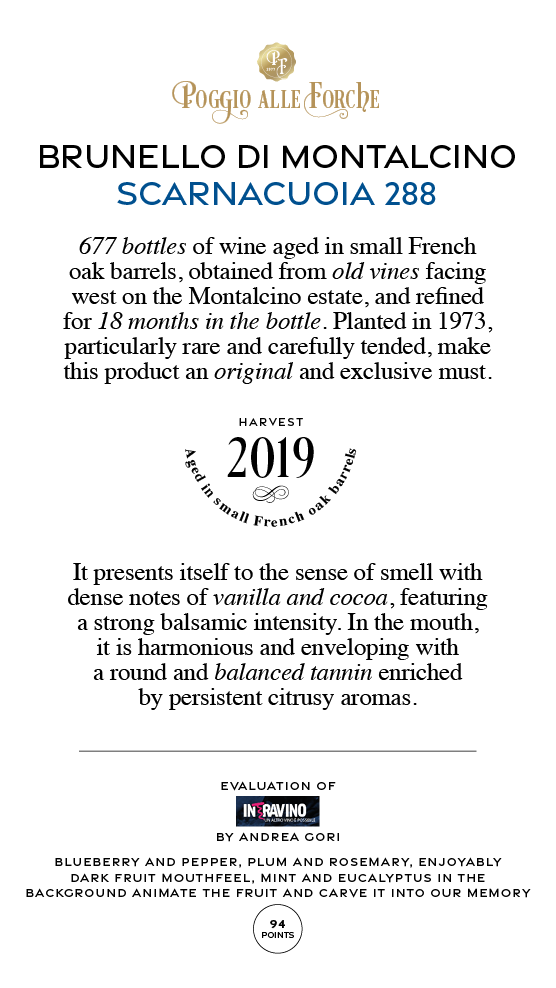 PF
POGGIO ALLE FORCHE
BRUNELLO DI MONTALCINO
SCARNACUOIA 288
677 bottles of wine aged in small French
oak barrels, obtained from old vines facing
west on the Montalcino estate, and refined
for 18 months in the bottle. Planted in 1973,
particularly rare and carefully tended, make
this product an original and exclusive must.
HARVEST
2019
Aged in small French oak barrels
It presents itself to the sense of smell with
dense notes of vanilla and cocoa, featuring
a strong balsamic intensity. In the mouth,
it is harmonious and enveloping with
a round and balanced tannin enriched
by persistent citrusy aromas.
EVALUATION OF
INTRAVINO
UN ALTRO VINO È POSSIBILE
BY ANDREA GORI
BLUEBERRY AND PEPPER, PLUM AND ROSEMARY, ENJOYABLY
DARK FRUIT MOUTHFEEL, MINT AND EUCALYPTUS IN THE
BACKGROUND ANIMATE THE FRUIT AND CARVE IT INTO OUR MEMORY
94
POINTS